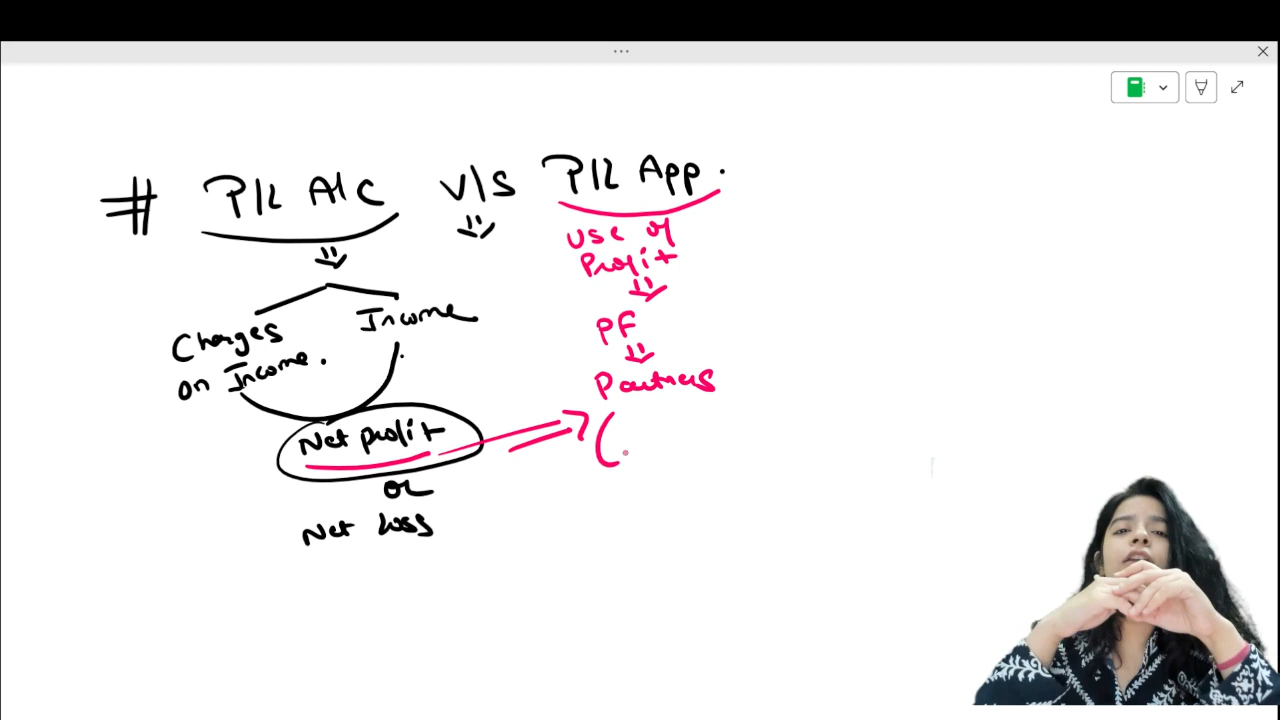 # P/L A/C V/S P/L App.
Use of
Profit
PF
Partners
Charges
on Income.
Income
Net profit
or
Net loss